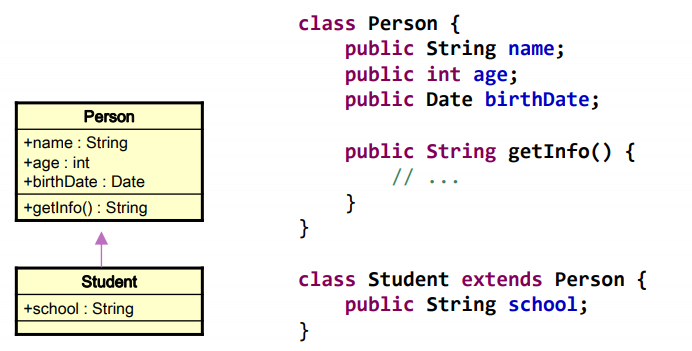 Person
+name : String
+age : int
+birthDate : Date
+getInfo() : String
Student
+school : String
class Person {
public String name;
public int age;
public Date birthDate;
public String getInfo() {
// ...
}
}
class Student extends Person {
public String school;
}